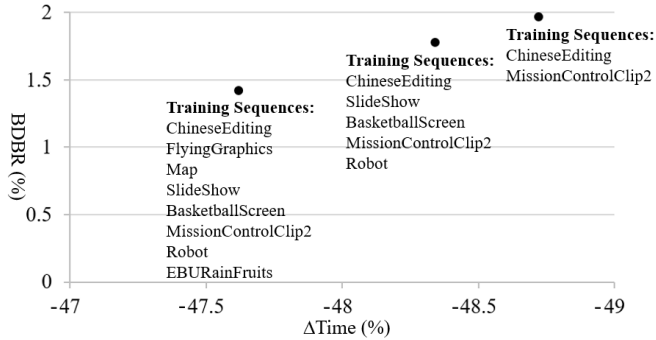 2
Training Sequences:
ChineseEditing
MissionControlClip2
Training Sequences:
ChineseEditing
SlideShow
BasketballScreen
MissionControlClip2
Robot
1.5
Training Sequences:
ChineseEditing
FlyingGraphics
Map
SlideShow
BasketballScreen
MissionControlClip2
Robot
EBURainFruits
1
0.5
0
BDBR (%)
-47
-47.5
-48
-48.5
-49
ΔTime (%)